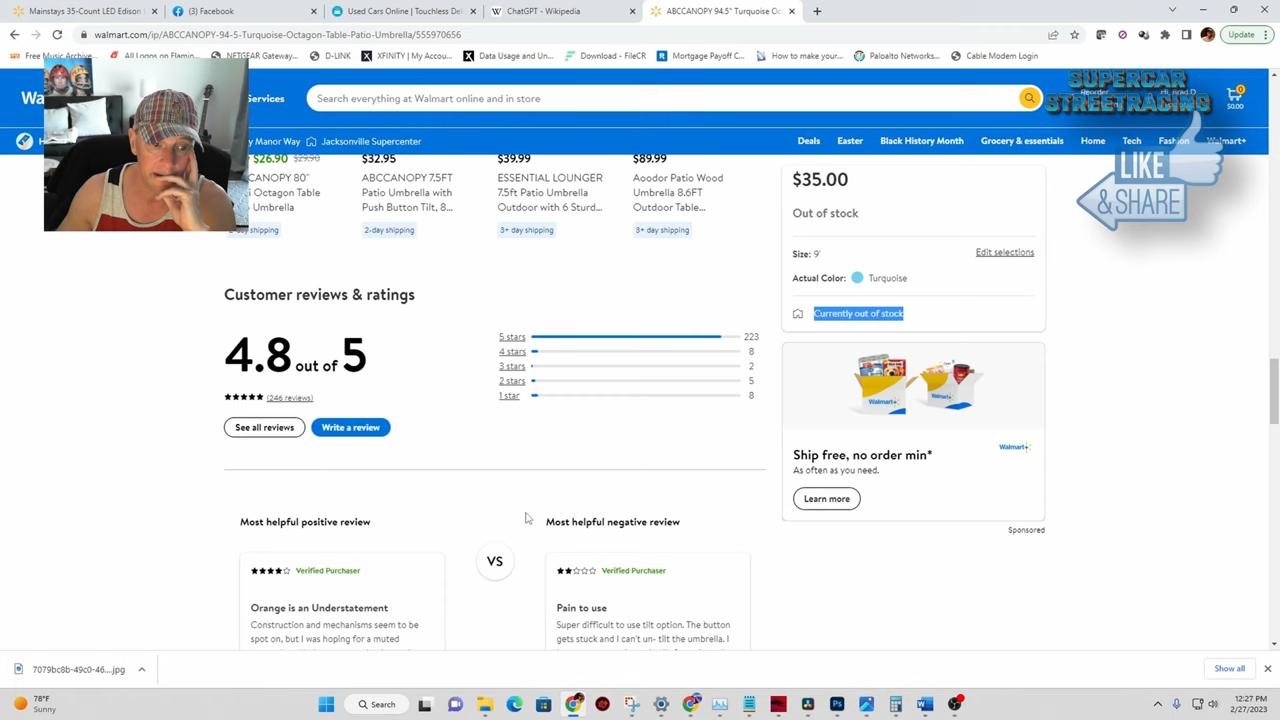 Mainstays 35-Count LED Edison
(3) Facebook
Used Cars Online | Touchless Del
ChatGPT - Wikipedia
ABCCANOPY 94.5" Turquoise Oc
walmart.com/ip/ABCCANOPY-94-5-Turquoise-Octagon-Table-Patio-Umbrella/555970656
Update
Free Music Archive
All Logos on Flamin...
NETGEAR Gateway...
D-LINK
XFINITY | My Accou...
Data Usage and Un...
Download - FileCR
Mortgage Payoff C...
How to make your...
Paloalto Networks...
Cable Modem Login
Services
Search everything at Walmart online and in store
Reorder
$0.00
0
SUPERCAR
STREETRACING
LIKE
& SHARE
y Manor Way
Jacksonville Supercenter
Deals
Easter
Black History Month
Grocery & essentials
Home
Tech
Fashion
Walmart+
$26.90 $29.90
CANOPY 80"
i Octagon Table
Umbrella
2-day shipping
$32.95
ABCCANOPY 7.5FT
Patio Umbrella with
Push Button Tilt, 8...
2-day shipping
$39.99
ESSENTIAL LOUNGER
7.5ft Patio Umbrella
Outdoor with 6 Sturd...
3+ day shipping
$89.99
Aoodor Patio Wood
Umbrella 8.6FT
Outdoor Table...
3+ day shipping
$35.00
Out of stock
Size: 9'
Edit selections
Actual Color: Turquoise
Currently out of stock
Customer reviews & ratings
4.8 out of 5
(246 reviews)
See all reviews
Write a review
5 stars 223
4 stars 8
3 stars 2
2 stars 5
1 star 8
Walmart+
Walmart+
Walmart+
Ship free, no order min*
As often as you need.
Learn more
Sponsored
Most helpful positive review
VS
Most helpful negative review
Verified Purchaser
Orange is an Understatement
Construction and mechanisms seem to be
spot on, but I was hoping for a muted
Verified Purchaser
Pain to use
Super difficult to use tilt option. The button
gets stuck and I can't un- tilt the umbrella. I
7079bc8b-49c0-46....jpg
Show all
78°F
Sunny
Search
12:27 PM
2/27/2023